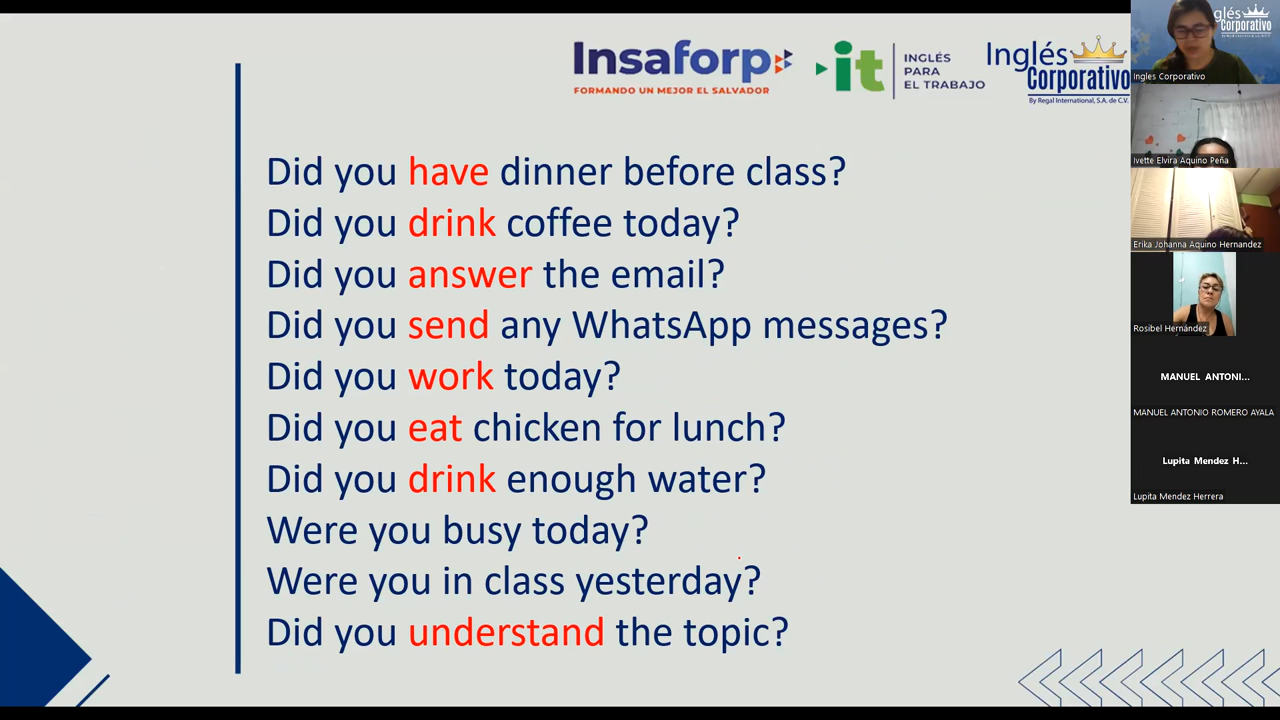 Insaforp
FORMANDO UN MEJOR EL SALVADOR
it
INGLÉS
PARA
EL TRABAJO
Inglés
Corporativo
By Regal International, S.A. de C.V.
Did you have dinner before class?
Did you drink coffee today?
Did you answer the email?
Did you send any WhatsApp messages?
Did you work today?
Did you eat chicken for lunch?
Did you drink enough water?
Were you busy today?
Were you in class yesterday?
Did you understand the topic?
glés
Corporativo
Ingles Corporativo
Ivette Elvira Aquino Peña
Erika Johanna Aquino Hernandez
Rosibel Hernández
MANUEL ANTONI...
MANUEL ANTONIO ROMERO AYALA
Lupita Mendez H...
Lupita Mendez Herrera